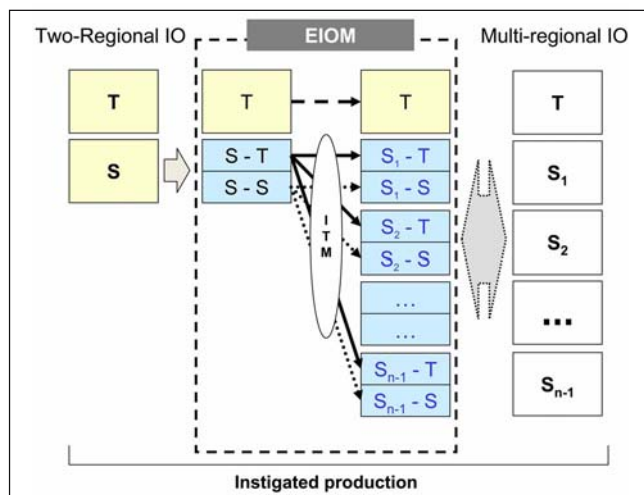 Two-Regional IO
EIOM
Multi-regional IO
T
T
T
T
S
S - T
S - S
ITM
S₁ - T
S₁ - S
S₂ - T
S₂ - S
...
...
Sₙ₋₁ - T
Sₙ₋₁ - S
S₁
S₂
...
Sₙ₋₁
Instigated production